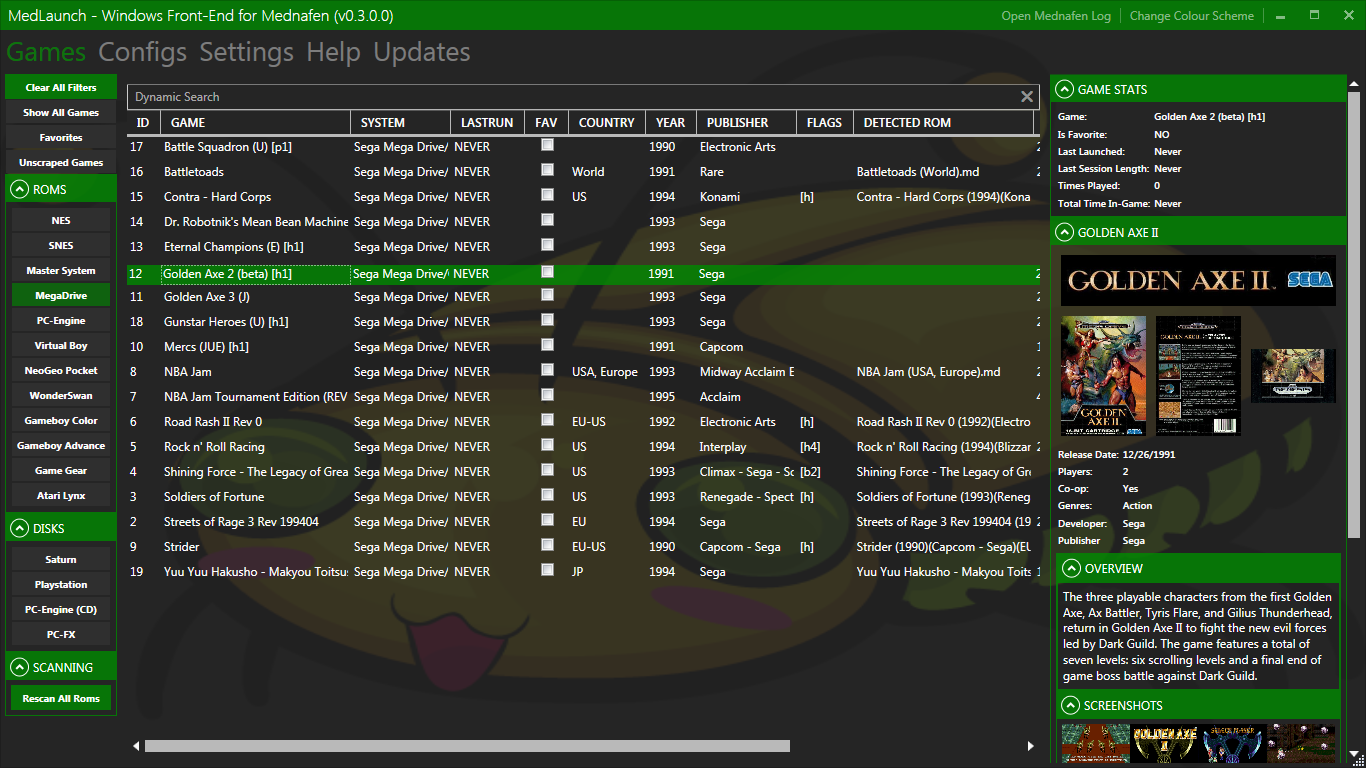 MedLaunch - Windows Front-End for Mednafen (v0.3.0.0)
Open Mednafen Log
Change Colour Scheme
Games Configs Settings Help Updates
Clear All Filters
Show All Games
Favorites
Unscraped Games
ROMS
NES
SNES
Master System
MegaDrive
PC-Engine
Virtual Boy
NeoGeo Pocket
WonderSwan
Gameboy Color
Gameboy Advance
Game Gear
Atari Lynx
DISKS
Saturn
Playstation
PC-Engine (CD)
PC-FX
SCANNING
Rescan All Roms
Dynamic Search
ID GAME SYSTEM LASTRUN FAV COUNTRY YEAR PUBLISHER FLAGS DETECTED ROM
17 Battle Squadron (U) [p1] Sega Mega Drive/ NEVER 1990 Electronic Arts 2
16 Battletoads Sega Mega Drive/ NEVER World 1991 Rare Battletoads (World).md 2
15 Contra - Hard Corps Sega Mega Drive/ NEVER US 1994 Konami [h] Contra - Hard Corps (1994)(Kona
14 Dr. Robotnik's Mean Bean Machine Sega Mega Drive/ NEVER 1993 Sega
13 Eternal Champions (E) [h1] Sega Mega Drive/ NEVER 1993 Sega
12 Golden Axe 2 (beta) [h1] Sega Mega Drive/ NEVER 1991 Sega 2
11 Golden Axe 3 (J) Sega Mega Drive/ NEVER 1993 Sega 2
18 Gunstar Heroes (U) [h1] Sega Mega Drive/ NEVER 1993 Sega 2
10 Mercs (JUE) [h1] Sega Mega Drive/ NEVER 1991 Capcom 1
8 NBA Jam Sega Mega Drive/ NEVER USA, Europe 1993 Midway Acclaim E NBA Jam (USA, Europe).md 2
7 NBA Jam Tournament Edition (REV Sega Mega Drive/ NEVER 1995 Acclaim 4
6 Road Rash II Rev 0 Sega Mega Drive/ NEVER EU-US 1992 Electronic Arts [h] Road Rash II Rev 0 (1992)(Electro
5 Rock n' Roll Racing Sega Mega Drive/ NEVER US 1994 Interplay [h4] Rock n' Roll Racing (1994)(Blizzar 2
4 Shining Force - The Legacy of Grea Sega Mega Drive/ NEVER US 1993 Climax - Sega - Sc [b2] Shining Force - The Legacy of Gre
3 Soldiers of Fortune Sega Mega Drive/ NEVER US 1993 Renegade - Spect [h] Soldiers of Fortune (1993)(Reneg
2 Streets of Rage 3 Rev 199404 Sega Mega Drive/ NEVER EU 1994 Sega Streets of Rage 3 Rev 199404 (19 2
9 Strider Sega Mega Drive/ NEVER EU-US 1990 Capcom - Sega [h] Strider (1990)(Capcom - Sega)(EU
19 Yuu Yuu Hakusho - Makyou Toitsu Sega Mega Drive/ NEVER JP 1994 Sega Yuu Yuu Hakusho - Makyou Toits 1
GAME STATS
Game: Golden Axe 2 (beta) [h1]
Is Favorite: NO
Last Launched: Never
Last Session Length: Never
Times Played: 0
Total Time In-Game: Never
GOLDEN AXE II
GOLDEN AXE II SEGA
GOLDEN AXE II
16-BIT CARTRIDGE
Release Date: 12/26/1991
Players: 2
Co-op: Yes
Genres: Action
Developer: Sega
Publisher Sega
OVERVIEW
The three playable characters from the first Golden
Axe, Ax Battler, Tyris Flare, and Gilius Thunderhead,
return in Golden Axe II to fight the new evil forces
led by Dark Guild. The game features a total of
seven levels: six scrolling levels and a final end of
game boss battle against Dark Guild.
SCREENSHOTS
GOLDEN AXE
II